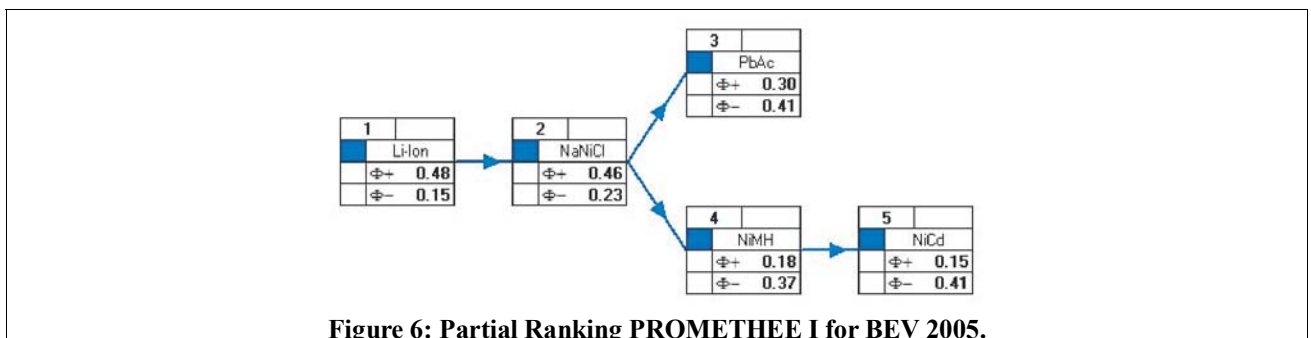 3
PbAc
Φ+ 0.30
Φ− 0.41
1
Li-Ion
Φ+ 0.48
Φ− 0.15
2
NaNiCl
Φ+ 0.46
Φ− 0.23
4
NiMH
Φ+ 0.18
Φ− 0.37
5
NiCd
Φ+ 0.15
Φ− 0.41
Figure 6: Partial Ranking PROMETHEE I for BEV 2005.